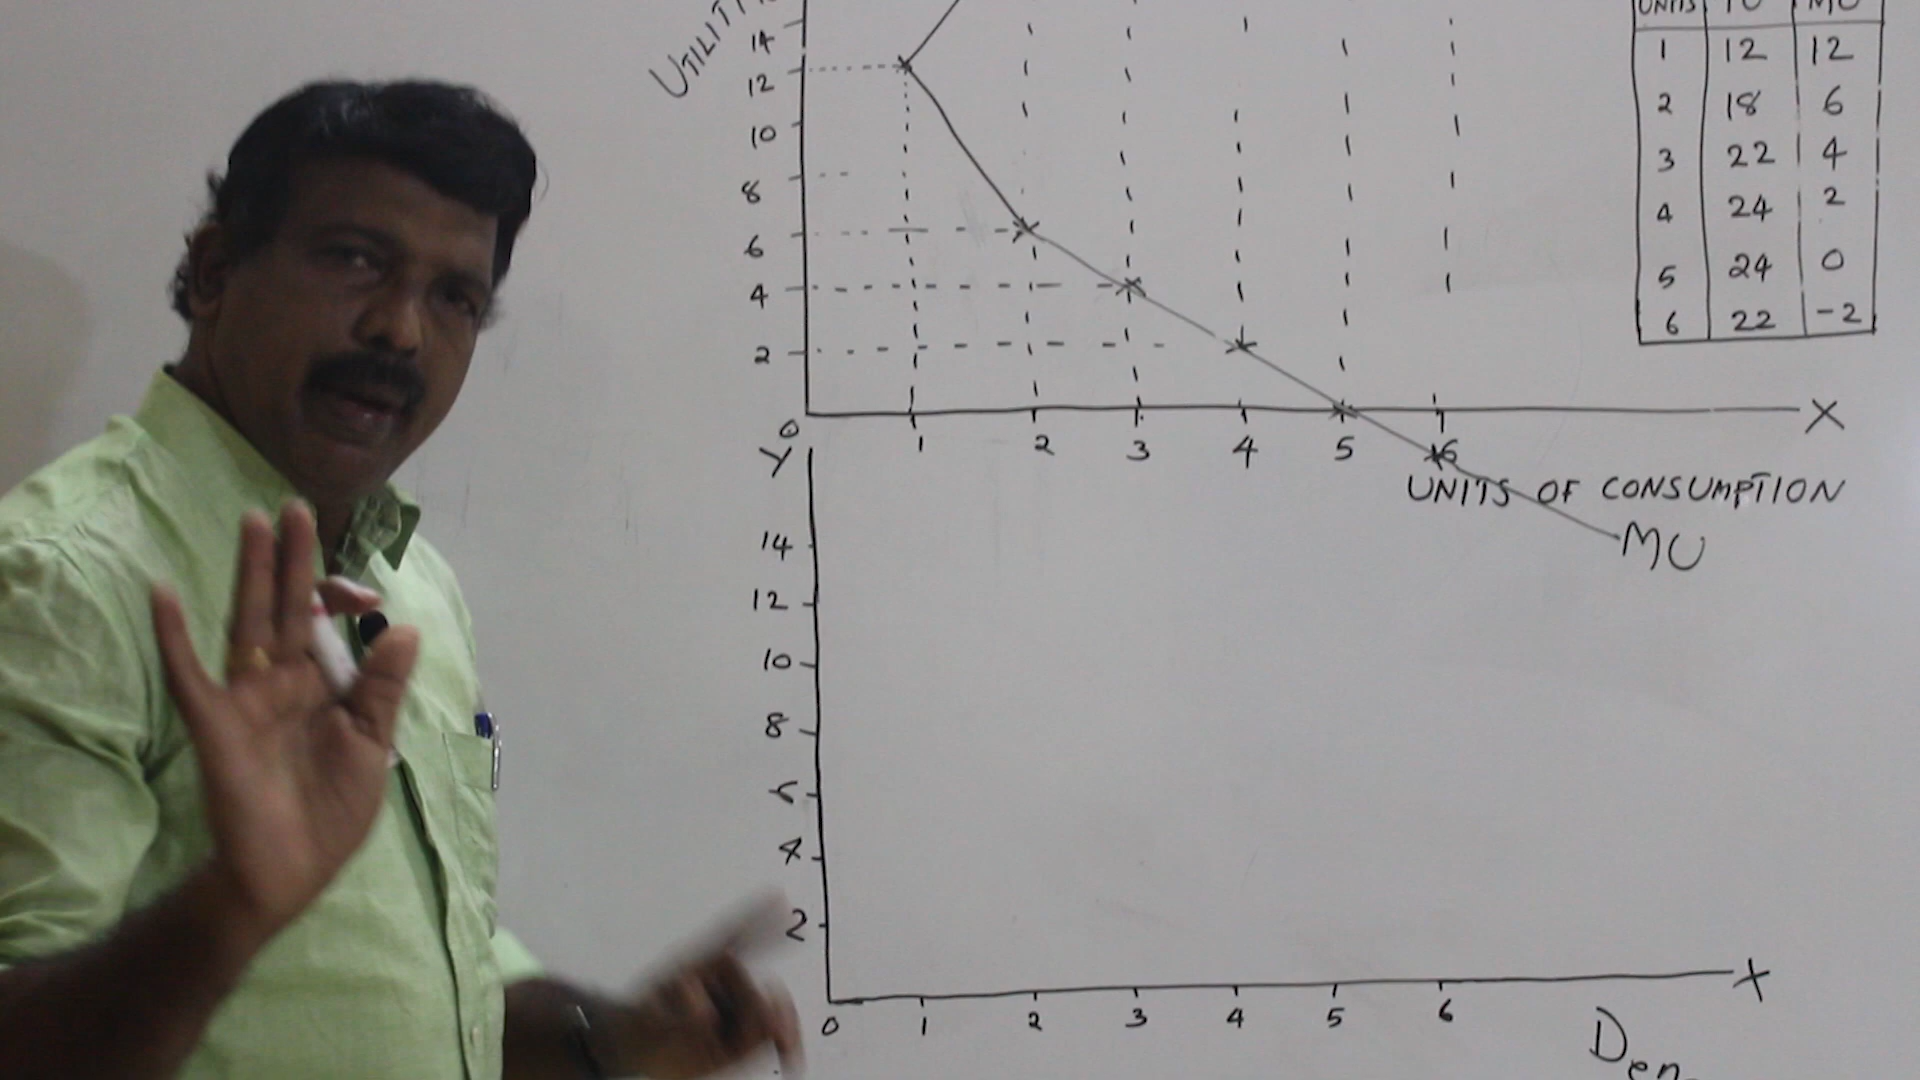 UTILITY
14
12
10
8
6
4
2
0
1 2 3 4 5 6
X
UNITS OF CONSUMPTION
MU
UNITS TU MU
1 12 12
2 18 6
3 22 4
4 24 2
5 24 0
6 22 -2
Y
14
12
10
8
6
4
2
0 1 2 3 4 5 6
X